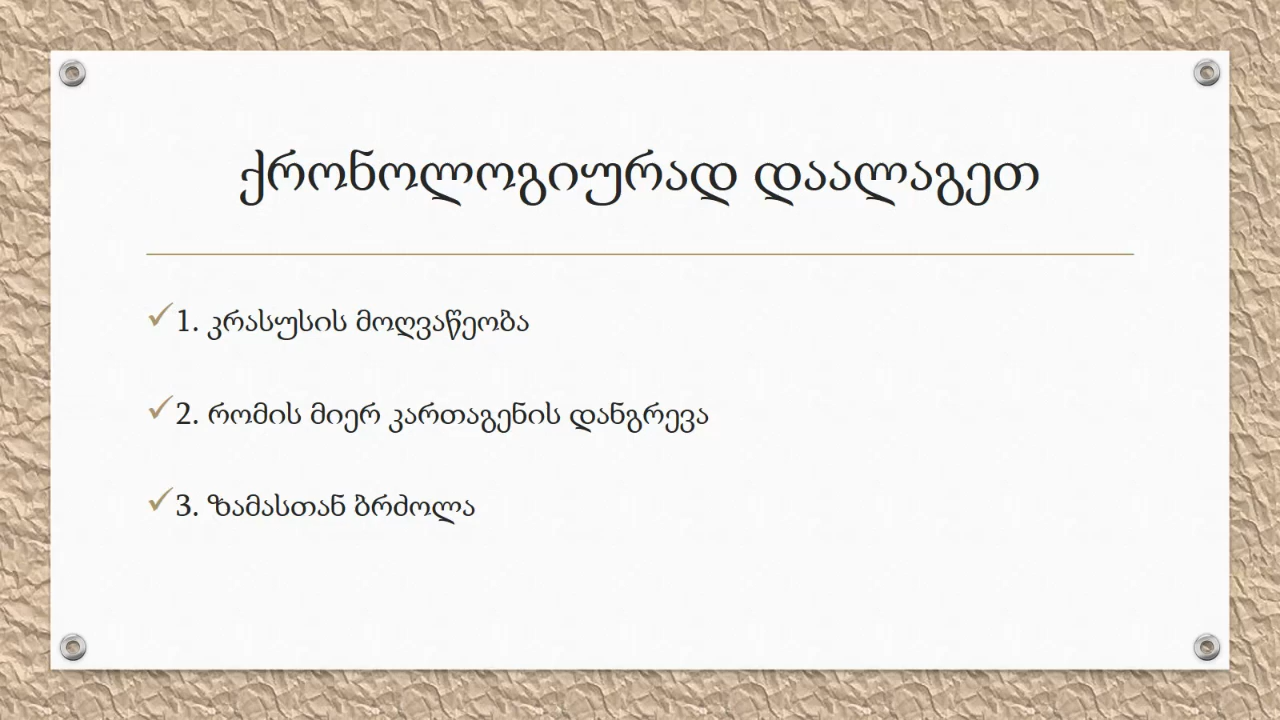 ქრონოლოგიურად დაალაგეთ
✓1. კრასუსის მოღვაწეობა
✓2. რომის მიერ კართაგენის დანგრევა
✓3. ზამასთან ბრძოლა